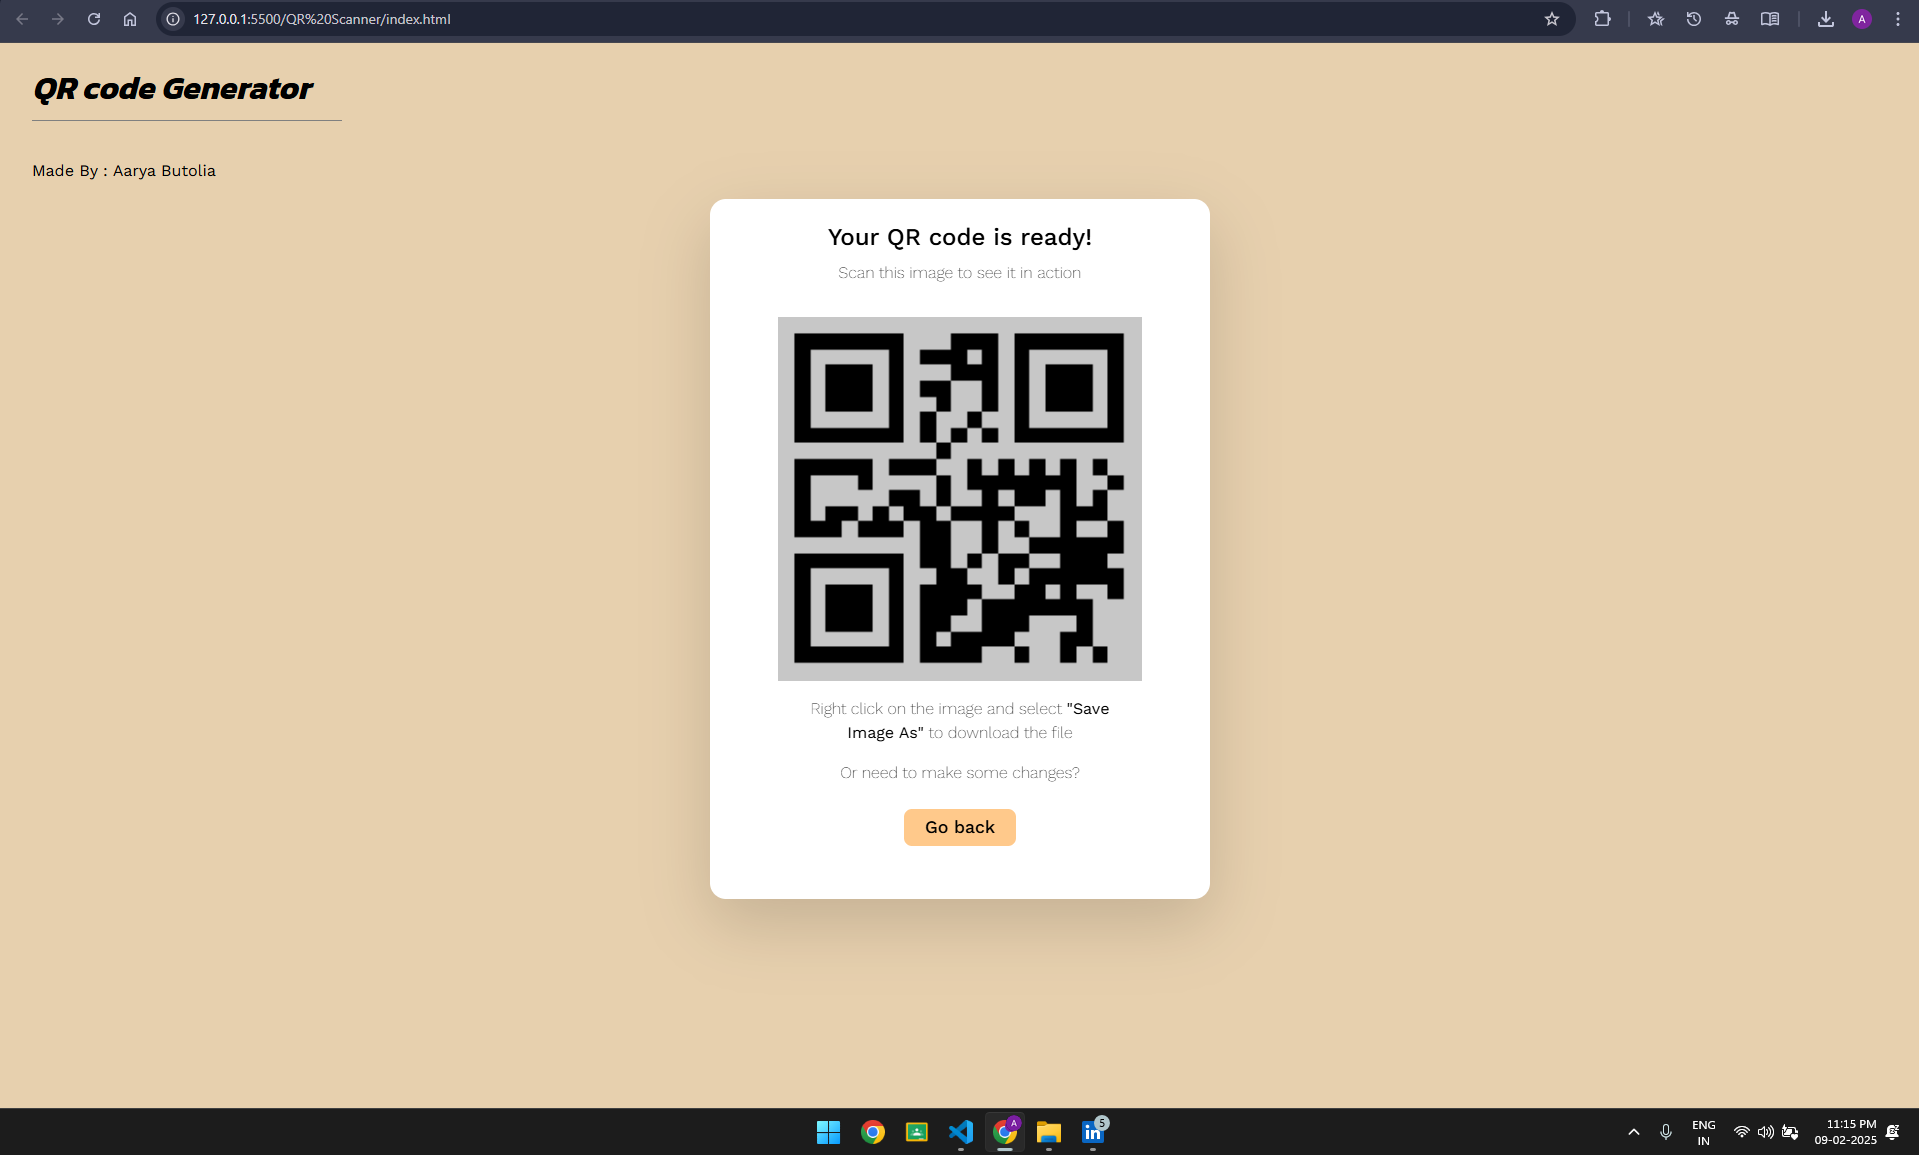 127.0.0.1:5500/QR%20Scanner/index.html
A
QR code Generator
Made By : Aarya Butolia
Your QR code is ready!
Scan this image to see it in action
Right click on the image and select "Save
Image As" to download the file
Or need to make some changes?
Go back
A
in
5
ENG
IN
11:15 PM
09-02-2025